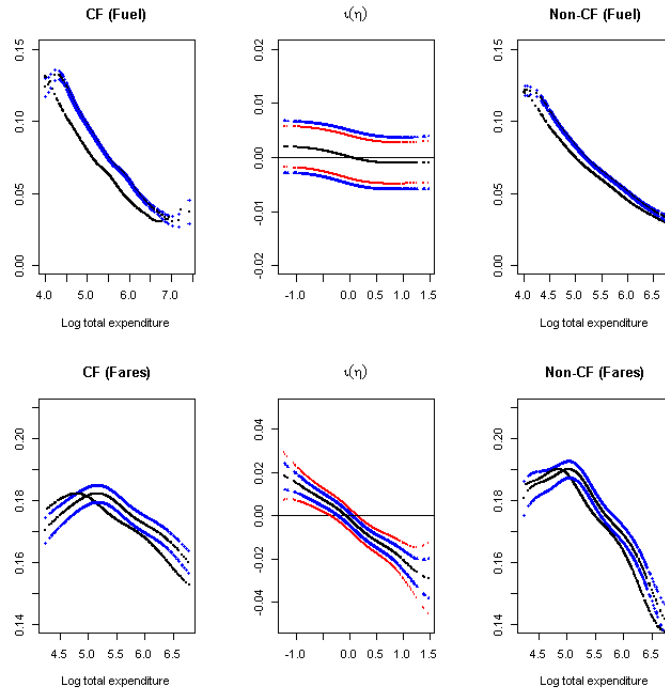 CF (Fuel)
ι(η)
Non-CF (Fuel)
0.15
0.10
0.05
0.00
4.0 5.0 6.0 7.0
Log total expenditure
0.02
0.01
0.00
-0.01
-0.02
-1.0 0.0 0.5 1.0 1.5
0.15
0.10
0.05
0.00
4.0 4.5 5.0 5.5 6.0 6.5
Log total expenditure
CF (Fares)
ι(η)
Non-CF (Fares)
0.20
0.18
0.16
0.14
4.5 5.0 5.5 6.0 6.5
Log total expenditure
0.04
0.02
0.00
-0.02
-0.04
-1.0 0.0 0.5 1.0 1.5
0.20
0.18
0.16
0.14
4.5 5.0 5.5 6.0 6.5
Log total expenditure